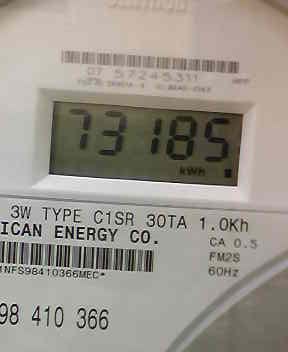 07 57245311
73185
kWh
3W TYPE C1SR 30TA 1.0Kh
ICAN ENERGY CO.
CA 0.5
FM2S
1NFS98410366MEC*
60Hz
98 410 366